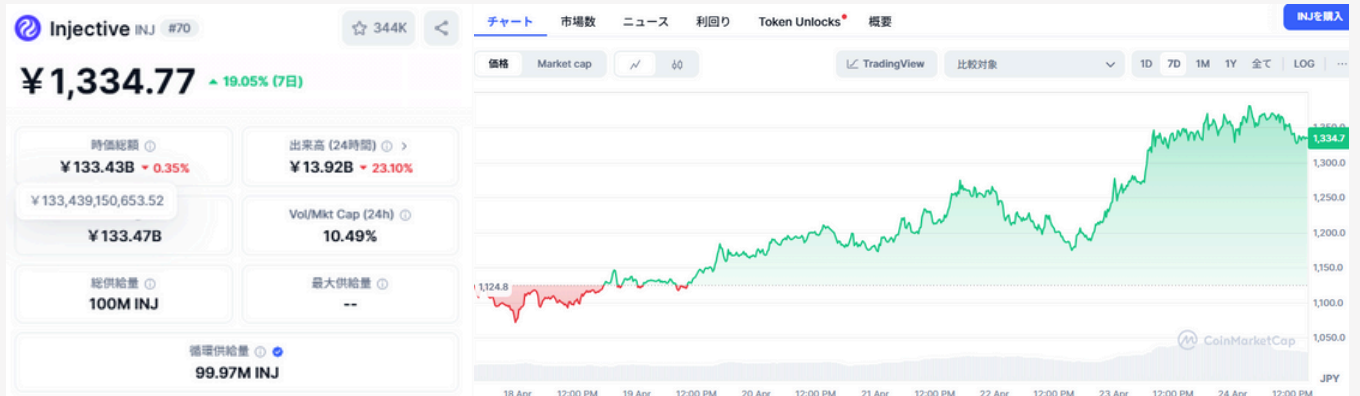 Injective INJ #70
344K
¥1,334.77
19.05% (7日)
時価総額
¥133.43B 0.35%
出来高 (24時間)
¥13.92B 23.10%
¥133,439,150,653.52
¥133.47B
Vol/Mkt Cap (24h)
10.49%
総供給量
100M INJ
最大供給量
--
循環供給量
99.97M INJ
チャート 市場数 ニュース 利回り Token Unlocks 概要
INJを購入
価格 Market cap
TradingView
比較対象
1D 7D 1M 1Y 全て LOG ...
1,124.8
1,350.0
1,334.7
1,300.0
1,250.0
1,200.0
1,150.0
1,100.0
1,050.0
CoinMarketCap
JPY
18 Apr 12:00 PM 19 Apr 12:00 PM 20 Apr 12:00 PM 21 Apr 12:00 PM 22 Apr 12:00 PM 23 Apr 12:00 PM 24 Apr 12:00 PM